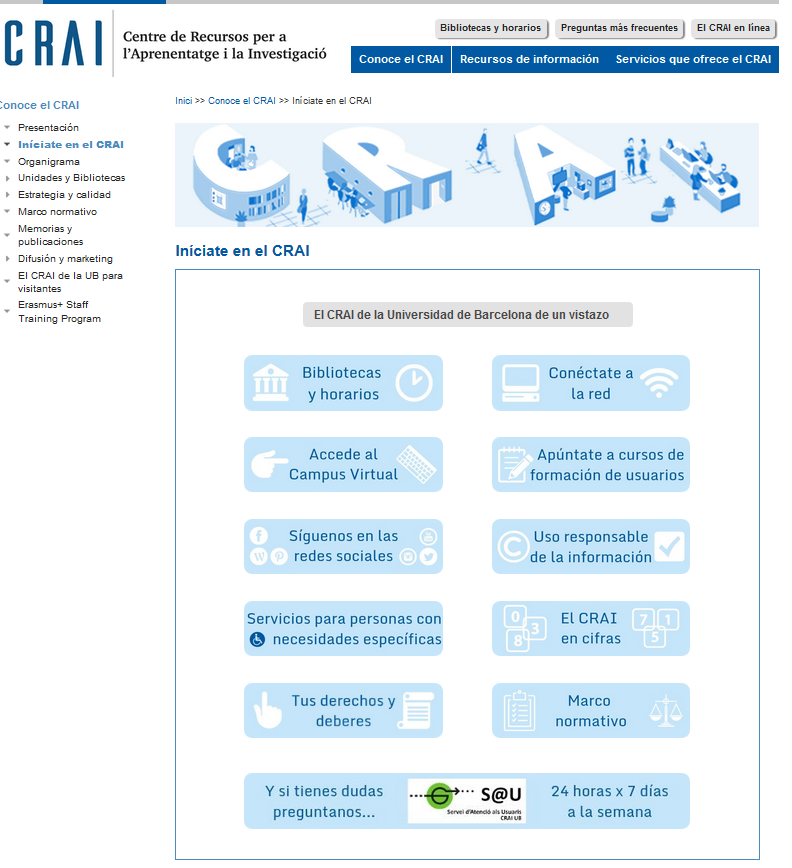 CRAI
Centre de Recursos per a
l'Aprenentatge i la Investigació
Bibliotecas y horarios
Preguntas más frecuentes
El CRAI en línea
Conoce el CRAI
Recursos de información
Servicios que ofrece el CRAI
Conoce el CRAI
Presentación
Iníciate en el CRAI
Organigrama
Unidades y Bibliotecas
Estrategia y calidad
Marco normativo
Memorias y
publicaciones
Difusión y marketing
El CRAI de la UB para
visitantes
Erasmus+ Staff
Training Program
Inici >> Conoce el CRAI >> Iníciate en el CRAI
CRAI
Iníciate en el CRAI
El CRAI de la Universidad de Barcelona de un vistazo
Bibliotecas
y horarios
Conéctate a
la red
Accede al
Campus Virtual
Apúntate a cursos de
formación de usuarios
Síguenos en las
redes sociales
Uso responsable
de la información
Servicios para personas con
necesidades específicas
0 3 8
El CRAI
en cifras
7 1 5
Tus derechos y
deberes
Marco
normativo
Y si tienes dudas
preguntanos...
S@U
Servei d'Atenció als Usuaris
CRAI UB
24 horas x 7 días
a la semana